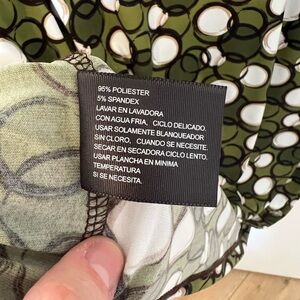 95% POLIESTER
5% SPANDEX
LAVAR EN LAVADORA
CON AGUA FRIA, CICLO DELICADO.
USAR SOLAMENTE BLANQUEADOR
SIN CLORO, CUANDO SE NECESITE.
SECAR EN SECADORA CICLO LENTO.
USAR PLANCHA EN MINIMA
TEMPERATURA
SI SE NECESITA.